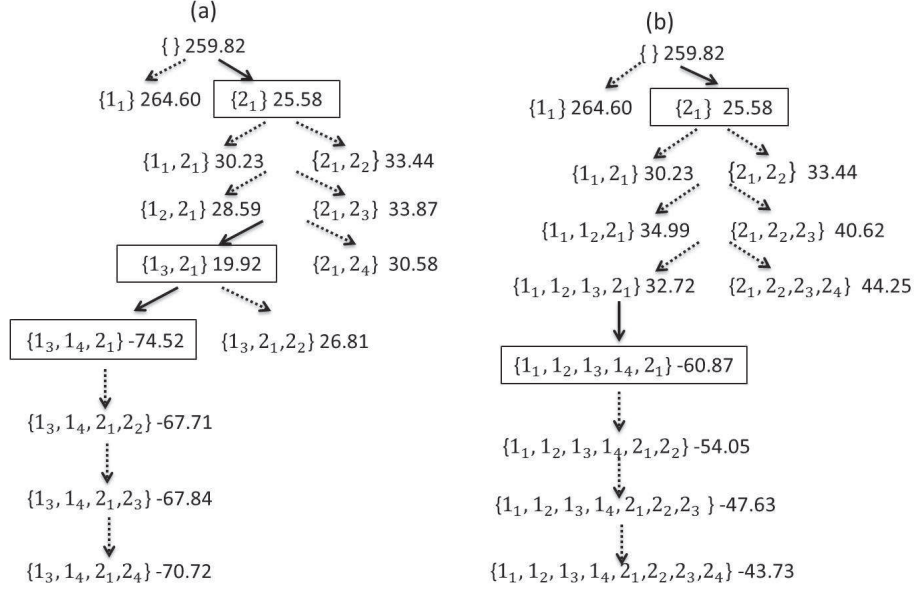 (a)
{ } 259.82
{1₁} 264.60 {2₁} 25.58
{1₁, 2₁} 30.23 {2₁, 2₂} 33.44
{1₂, 2₁} 28.59 {2₁, 2₃} 33.87
{1₃, 2₁} 19.92 {2₁, 2₄} 30.58
{1₃, 1₄, 2₁} -74.52 {1₃, 2₁,2₂} 26.81
{1₃, 1₄, 2₁,2₂} -67.71
{1₃, 1₄, 2₁,2₃} -67.84
{1₃, 1₄, 2₁,2₄} -70.72
(b)
{ } 259.82
{1₁} 264.60 {2₁} 25.58
{1₁, 2₁} 30.23 {2₁, 2₂} 33.44
{1₁, 1₂,2₁} 34.99 {2₁, 2₂,2₃} 40.62
{1₁, 1₂, 1₃, 2₁} 32.72 {2₁, 2₂,2₃,2₄} 44.25
{1₁, 1₂, 1₃, 1₄, 2₁} -60.87
{1₁, 1₂, 1₃, 1₄, 2₁,2₂} -54.05
{1₁, 1₂, 1₃, 1₄, 2₁,2₂,2₃ } -47.63
{1₁, 1₂, 1₃, 1₄, 2₁,2₂,2₃,2₄} -43.73